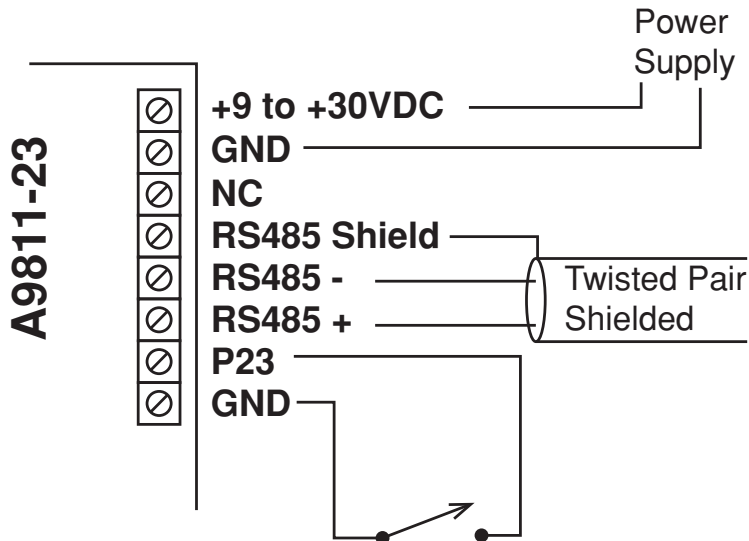 Power
Supply
A9811-23
+9 to +30VDC
GND
NC
RS485 Shield
RS485 -
RS485 +
P23
GND
Twisted Pair
Shielded